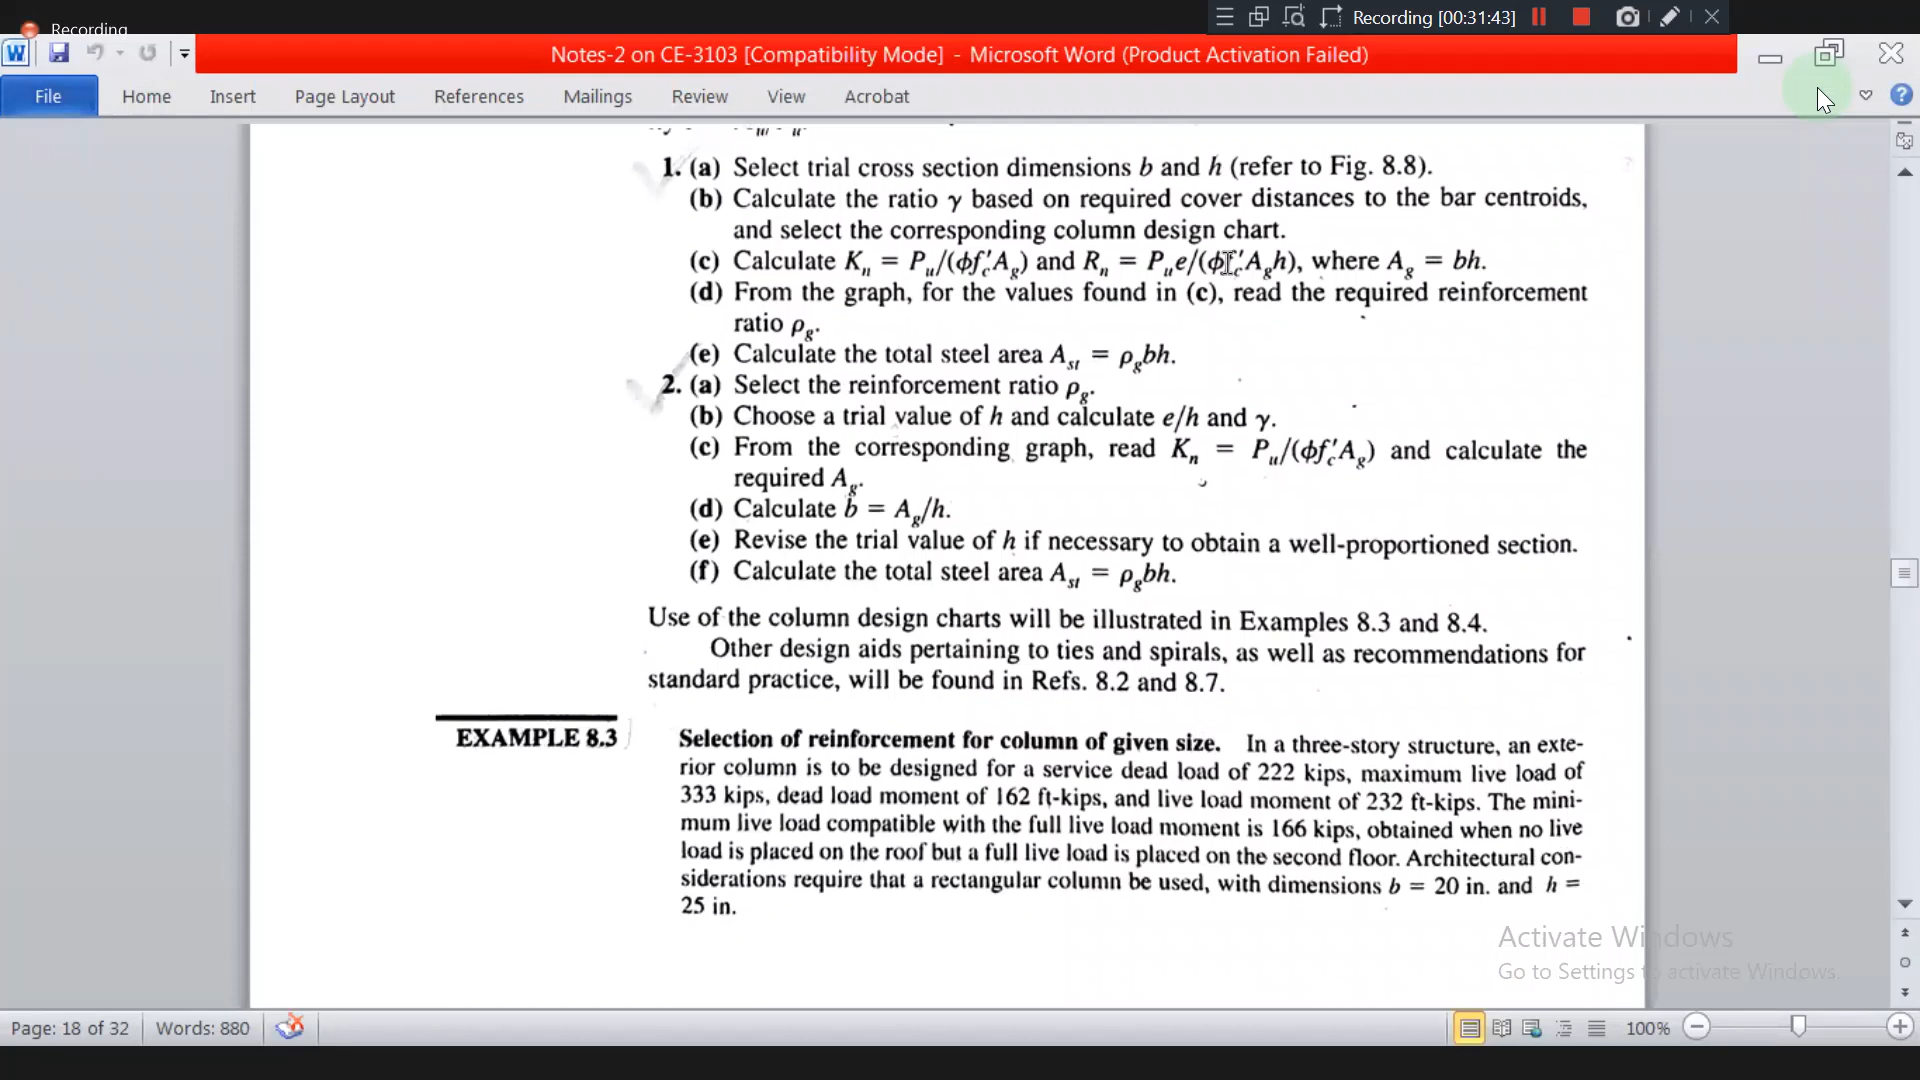 Recording
Recording [00:31:43]
Notes-2 on CE-3103 [Compatibility Mode] - Microsoft Word (Product Activation Failed)
File Home Insert Page Layout References Mailings Review View Acrobat
1. (a) Select trial cross section dimensions b and h (refer to Fig. 8.8).
(b) Calculate the ratio γ based on required cover distances to the bar centroids,
and select the corresponding column design chart.
(c) Calculate Kn = Pu/(ϕf′cAg) and Rn = Pue/(ϕf′cAgh), where Ag = bh.
(d) From the graph, for the values found in (c), read the required reinforcement
ratio ρg.
(e) Calculate the total steel area Ast = ρgbh.
2. (a) Select the reinforcement ratio ρg.
(b) Choose a trial value of h and calculate e/h and γ.
(c) From the corresponding graph, read Kn = Pu/(ϕf′cAg) and calculate the
required Ag.
(d) Calculate b = Ag/h.
(e) Revise the trial value of h if necessary to obtain a well-proportioned section.
(f) Calculate the total steel area Ast = ρgbh.
Use of the column design charts will be illustrated in Examples 8.3 and 8.4.
Other design aids pertaining to ties and spirals, as well as recommendations for
standard practice, will be found in Refs. 8.2 and 8.7.
EXAMPLE 8.3
Selection of reinforcement for column of given size. In a three-story structure, an exte-
rior column is to be designed for a service dead load of 222 kips, maximum live load of
333 kips, dead load moment of 162 ft-kips, and live load moment of 232 ft-kips. The mini-
mum live load compatible with the full live load moment is 166 kips, obtained when no live
load is placed on the roof but a full live load is placed on the second floor. Architectural con-
siderations require that a rectangular column be used, with dimensions b = 20 in. and h =
25 in.
Activate Windows
Go to Settings to activate Windows.
Page: 18 of 32 Words: 880 100%